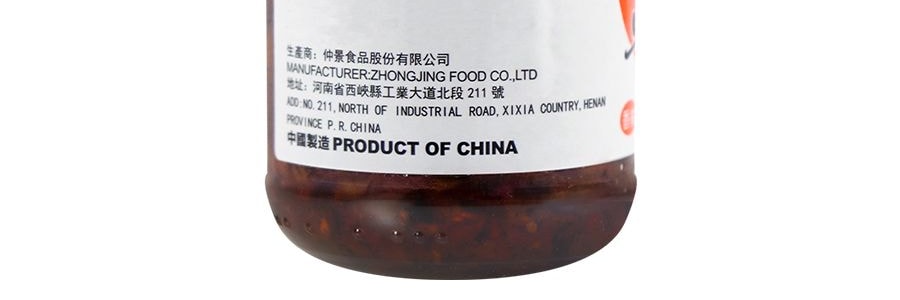 生產商：仲景食品股份有限公司
MANUFACTURER:ZHONGJING FOOD CO.,LTD
地址：河南省西峽縣工業大道北段 211 號
ADD:NO.211,NORTH OF INDUSTRIAL ROAD,XIXIA COUNTRY,HENAN
PROVINCE P.R.CHINA
中國製造 PRODUCT OF CHINA